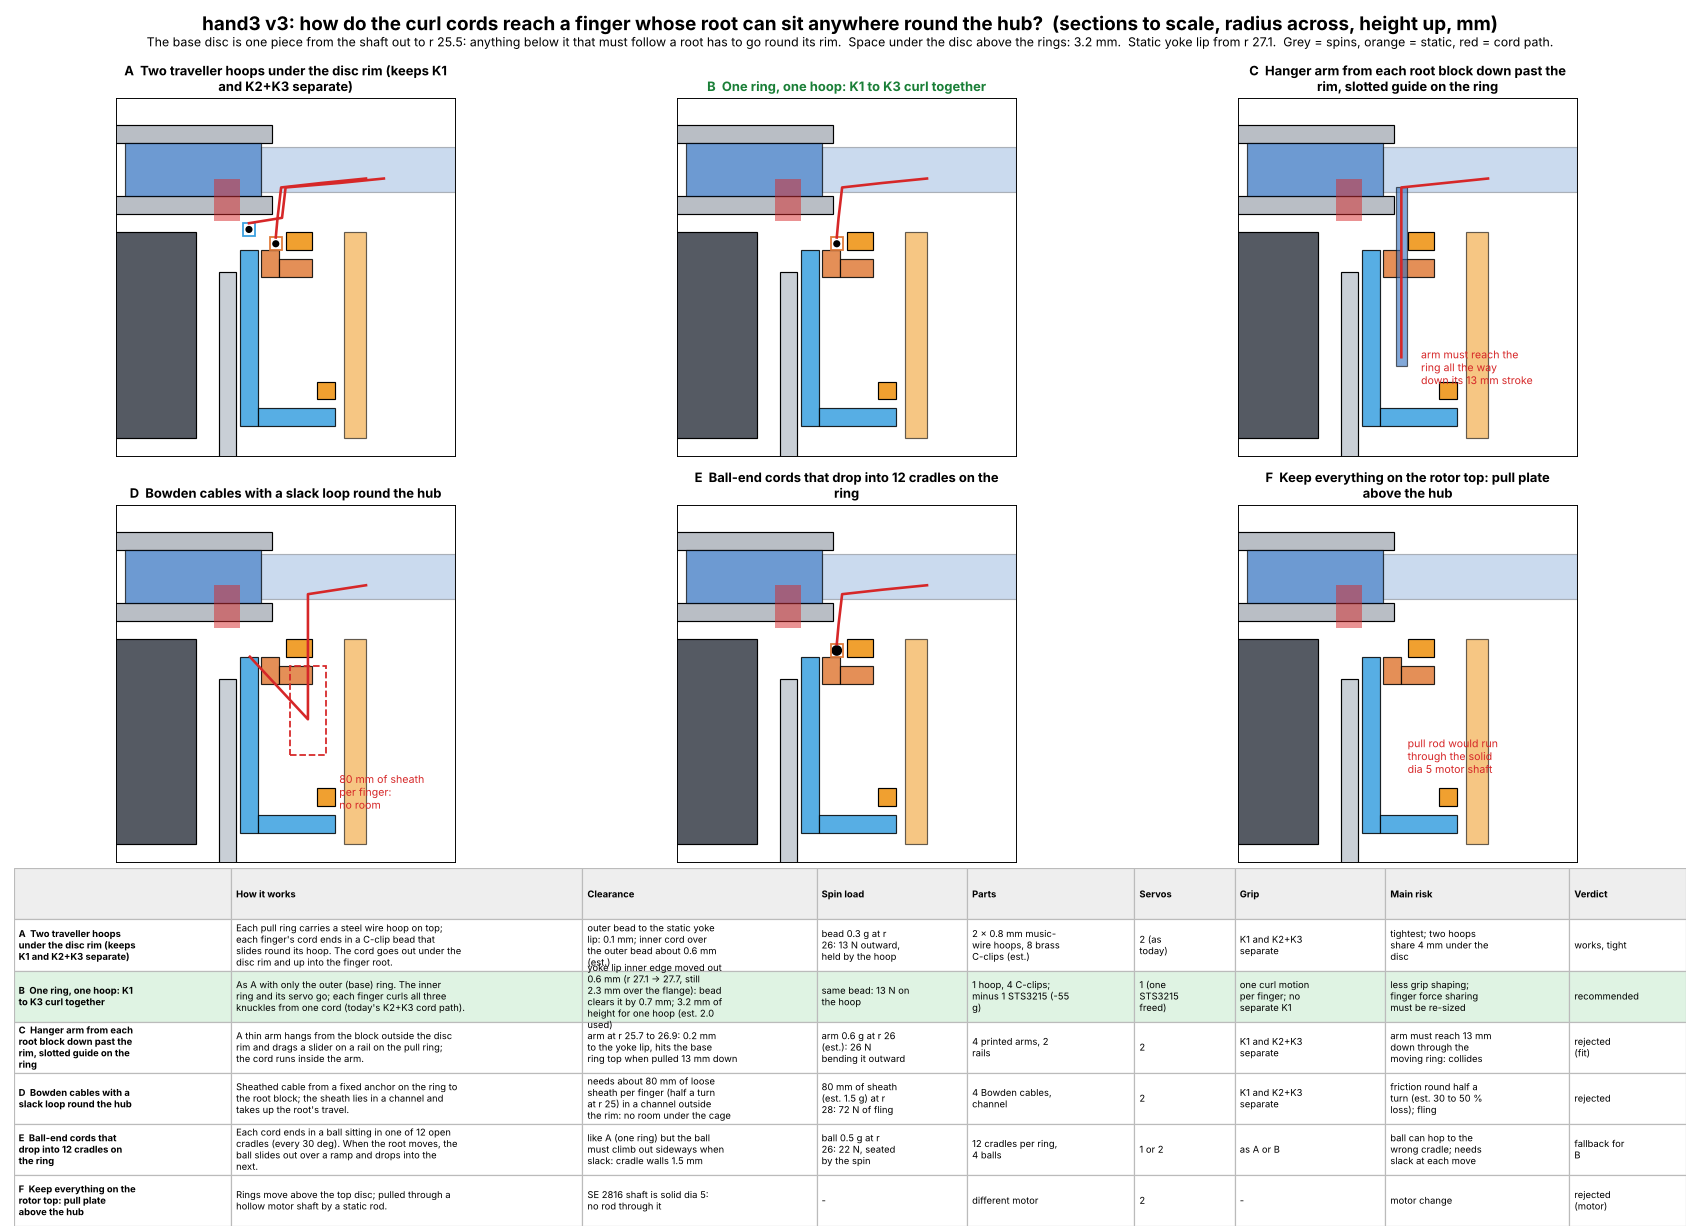 hand3 v3: how do the curl cords reach a finger whose root can sit anywhere round the hub?  (sections to scale, radius across, height up, mm)
The base disc is one piece from the shaft out to r 25.5: anything below it that must follow a root has to go round its rim.  Space under the disc above the rings: 3.2 mm.  Static yoke lip from r 27.1.  Grey = spins, orange = static, red = cord path.
A  Two traveller hoops under the disc rim (keeps K1
and K2+K3 separate)
B  One ring, one hoop: K1 to K3 curl together
C  Hanger arm from each root block down past the
rim, slotted guide on the ring
arm must reach the
ring all the way
down its 13 mm stroke
D  Bowden cables with a slack loop round the hub
E  Ball-end cords that drop into 12 cradles on the
ring
F  Keep everything on the rotor top: pull plate
above the hub
80 mm of sheath
per finger:
no room
pull rod would run
through the solid
dia 5 motor shaft
How it works
Clearance
Spin load
Parts
Servos
Grip
Main risk
Verdict
A  Two traveller hoops
under the disc rim (keeps
K1 and K2+K3 separate)
Each pull ring carries a steel wire hoop on top;
each finger's cord ends in a C-clip bead that
slides round its hoop. The cord goes out under the
disc rim and up into the finger root.
outer bead to the static yoke
lip: 0.1 mm; inner cord over
the outer bead about 0.6 mm
(est.)
bead 0.3 g at r
26: 13 N outward,
held by the hoop
2 × 0.8 mm music-
wire hoops, 8 brass
C-clips (est.)
2 (as
today)
K1 and K2+K3
separate
tightest; two hoops
share 4 mm under the
disc
works, tight
B  One ring, one hoop: K1
to K3 curl together
As A with only the outer (base) ring. The inner
ring and its servo go; each finger curls all three
knuckles from one cord (today's K2+K3 cord path).
yoke lip inner edge moved out
0.6 mm (r 27.1 → 27.7, still
2.3 mm over the flange): bead
clears it by 0.7 mm; 3.2 mm of
height for one hoop (est. 2.0
used)
same bead: 13 N on
the hoop
1 hoop, 4 C-clips;
minus 1 STS3215 (-55
g)
1 (one
STS3215
freed)
one curl motion
per finger; no
separate K1
less grip shaping;
finger force sharing
must be re-sized
recommended
C  Hanger arm from each
root block down past the
rim, slotted guide on the
ring
A thin arm hangs from the block outside the disc
rim and drags a slider on a rail on the pull ring;
the cord runs inside the arm.
arm at r 25.7 to 26.9: 0.2 mm
to the yoke lip, hits the base
ring top when pulled 13 mm down
arm 0.6 g at r 26
(est.): 26 N
bending it outward
4 printed arms, 2
rails
2
K1 and K2+K3
separate
arm must reach 13 mm
down through the
moving ring: collides
rejected
(fit)
D  Bowden cables with a
slack loop round the hub
Sheathed cable from a fixed anchor on the ring to
the root block; the sheath lies in a channel and
takes up the root's travel.
needs about 80 mm of loose
sheath per finger (half a turn
at r 25) in a channel outside
the rim: no room under the cage
80 mm of sheath
(est. 1.5 g) at r
28: 72 N of fling
4 Bowden cables,
channel
2
K1 and K2+K3
separate
friction round half a
turn (est. 30 to 50 %
loss); fling
rejected
E  Ball-end cords that
drop into 12 cradles on
the ring
Each cord ends in a ball sitting in one of 12 open
cradles (every 30 deg). When the root moves, the
ball slides out over a ramp and drops into the
next.
like A (one ring) but the ball
must climb out sideways when
slack: cradle walls 1.5 mm
ball 0.5 g at r
26: 22 N, seated
by the spin
12 cradles per ring,
4 balls
1 or 2
as A or B
ball can hop to the
wrong cradle; needs
slack at each move
fallback for
B
F  Keep everything on the
rotor top: pull plate
above the hub
Rings move above the top disc; pulled through a
hollow motor shaft by a static rod.
SE 2816 shaft is solid dia 5:
no rod through it
-
different motor
2
-
motor change
rejected
(motor)